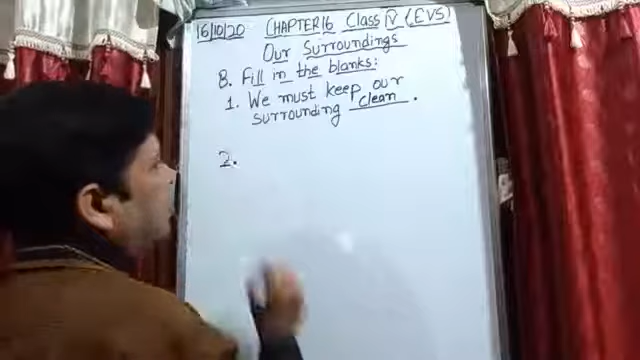 16/10/20 CHAPTER 16 Class V (EVS)
Our Surroundings
B. Fill in the blanks:
1. We must keep our
surrounding clean.
2.